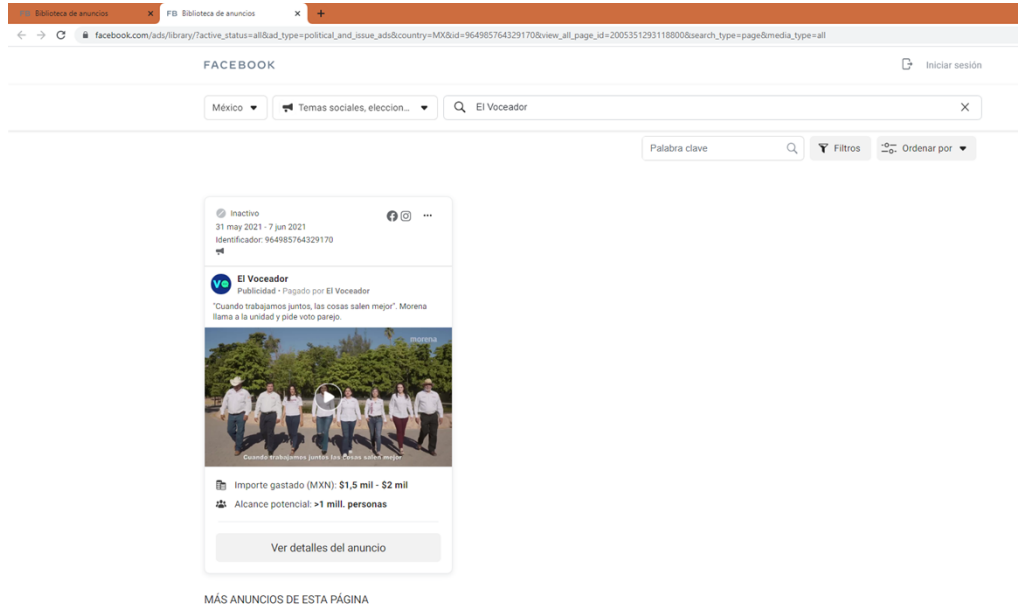 FB Biblioteca de anuncios
FB Biblioteca de anuncios
facebook.com/ads/library/?active_status=all&ad_type=political_and_issue_ads&country=MX&id=964985764329170&view_all_page_id=2005351293118800&search_type=page&media_type=all
FACEBOOK
Iniciar sesión
México
Temas sociales, eleccion...
El Voceador
Palabra clave
Filtros
Ordenar por
Inactivo
31 may 2021 - 7 jun 2021
Identificador: 964985764329170
VO
El Voceador
Publicidad • Pagado por El Voceador
"Cuando trabajamos juntos, las cosas salen mejor". Morena
llama a la unidad y pide voto parejo.
morena
Cuando trabajamos juntos las cosas salen mejor
Importe gastado (MXN): $1,5 mil - $2 mil
Alcance potencial: >1 mill. personas
Ver detalles del anuncio
MÁS ANUNCIOS DE ESTA PÁGINA